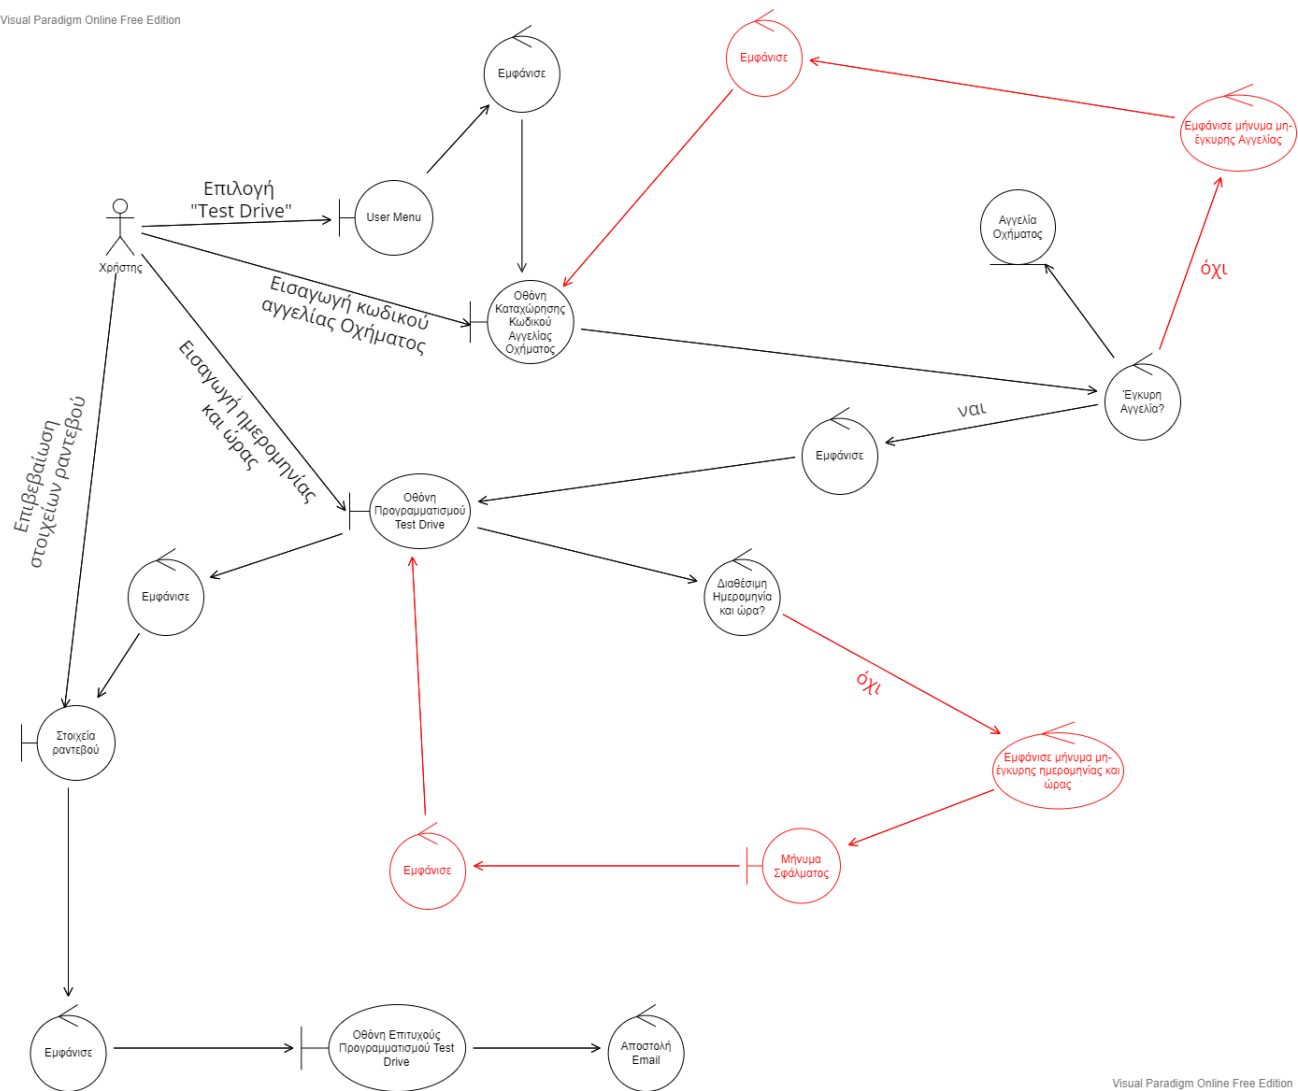 Visual Paradigm Online Free Edition
Εμφάνισε
Εμφάνισε
Εμφάνισε μήνυμα μη-
έγκυρης Αγγελίας
Επιλογή
"Test Drive"
User Menu
Χρήστης
Αγγελία
Οχήματος
όχι
Εισαγωγή κωδικού
αγγελίας Οχήματος
Οθόνη
Καταχώρησης
Κωδικού
Αγγελίας
Οχήματος
Έγκυρη
Αγγελία?
ναι
Εμφάνισε
Εισαγωγή ημερομηνίας
και ώρας
Επιβεβαίωση
στοιχείων ραντεβού
Οθόνη
Προγραμματισμού
Test Drive
Εμφάνισε
Διαθέσιμη
Ημερομηνία
και ώρα?
όχι
Στοιχεία
ραντεβού
Εμφάνισε μήνυμα μη-
έγκυρης ημερομηνίας και
ώρας
Μήνυμα
Σφάλματος
Εμφάνισε
Εμφάνισε
Οθόνη Επιτυχούς
Προγραμματισμού Test
Drive
Αποστολή
Email
Visual Paradigm Online Free Edition